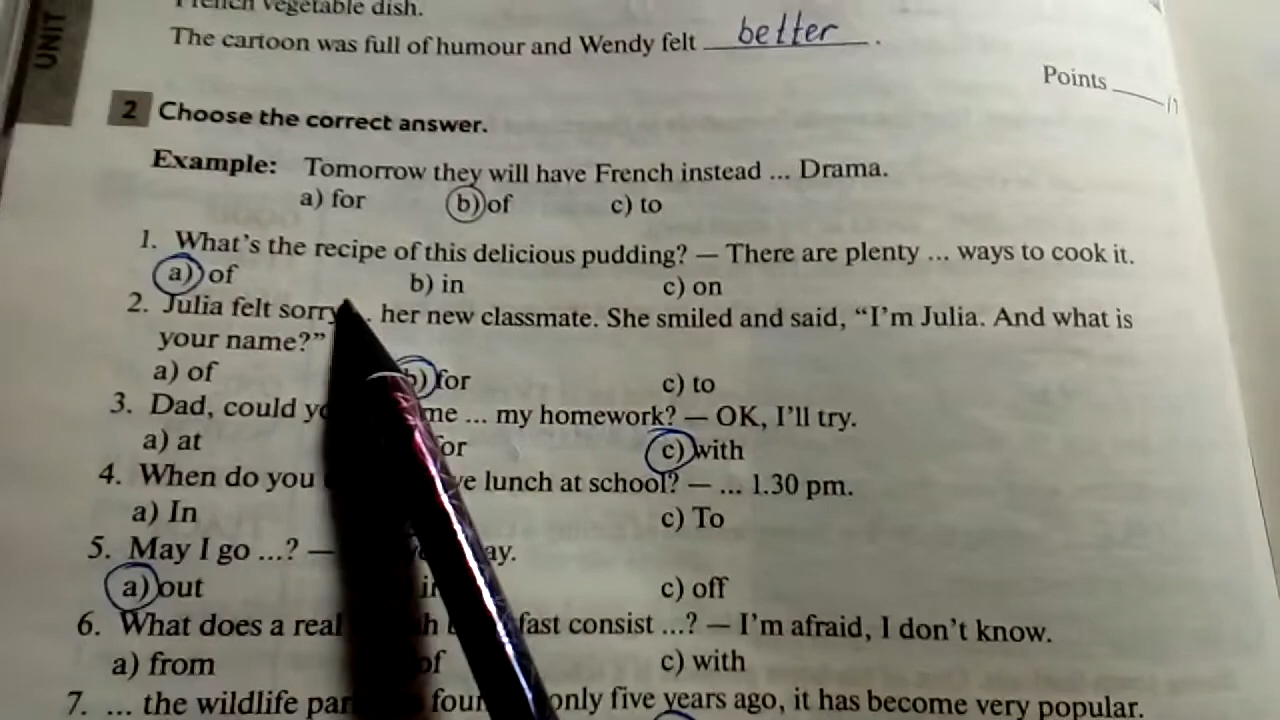 UNIT
French vegetable dish.
The cartoon was full of humour and Wendy felt better.
Points ____
2 Choose the correct answer.
Example: Tomorrow they will have French instead ... Drama.
a) for b) of c) to
1. What's the recipe of this delicious pudding? — There are plenty ... ways to cook it.
a) of b) in c) on
2. Julia felt sorry ... her new classmate. She smiled and said, “I'm Julia. And what is
your name?”
a) of b) for c) to
3. Dad, could me ... my homework? — OK, I'll try.
a) at for c) with
4. When do you lunch at school? — ... 1.30 pm.
a) In c) To
5. May I go ...? —
a) out c) off
6. What does a real consist ...? — I'm afraid, I don't know.
a) from of c) with
7. ... the wildlife only five years ago, it has become very popular.